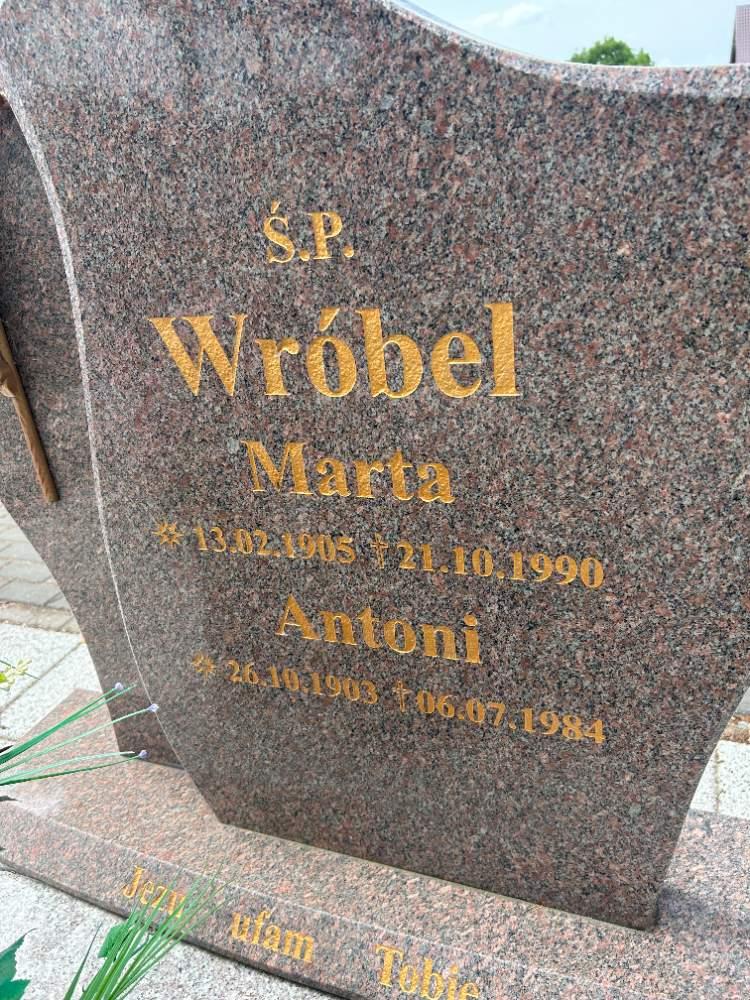 Ś.P.
Wróbel
Marta
✵ 13.02.1905 † 21.10.1990
Antoni
✵ 26.10.1903 † 06.07.1984
Jezu ufam Tobie